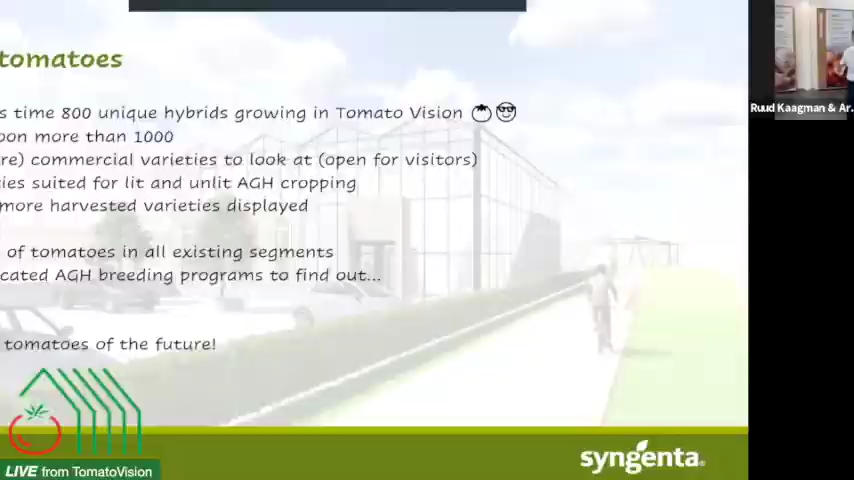 tomatoes
s time 800 unique hybrids growing in Tomato Vision
oon more than 1000
re) commercial varieties to look at (open for visitors)
ies suited for lit and unlit AGH cropping
more harvested varieties displayed
of tomatoes in all existing segments
cated AGH breeding programs to find out...
tomatoes of the future!
LIVE from TomatoVision
syngenta
Ruud Kaagman & Ar...